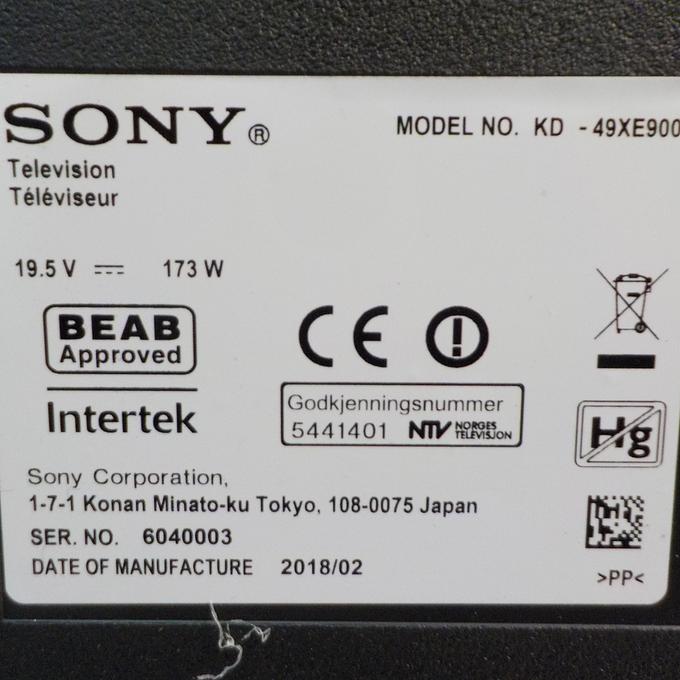 SONY®
MODEL NO. KD - 49XE900
Television
Téléviseur
19.5 V ⎓ 173 W
BEAB
Approved
Intertek
CE
Godkjenningsnummer
5441401 NTV NORGES
TELEVISJON
Hg
Sony Corporation,
1-7-1 Konan Minato-ku Tokyo, 108-0075 Japan
SER. NO. 6040003
DATE OF MANUFACTURE 2018/02
>PP<